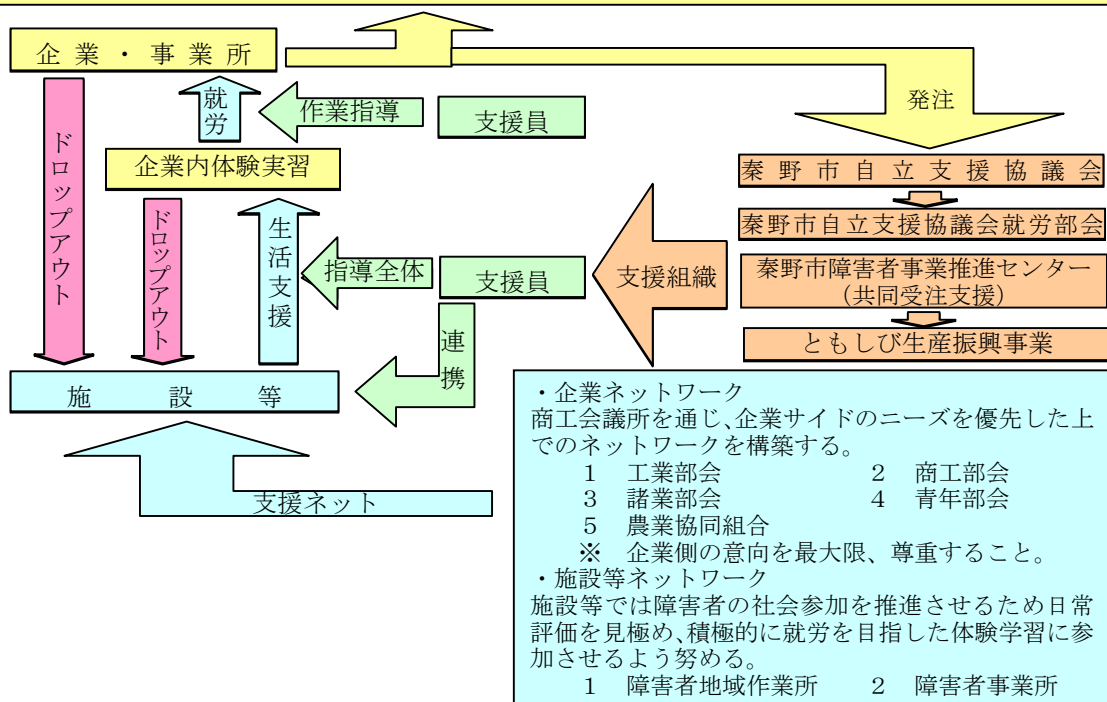 企業・事業所
発注
就労
作業指導
支援員
ドロップアウト
企業内体験実習
秦野市自立支援協議会
秦野市自立支援協議会就労部会
ドロップアウト
生活支援
指導全体
支援員
支援組織
秦野市障害者事業推進センター
（共同受注支援）
連携
ともしび生産振興事業
施設等
支援ネット
・企業ネットワーク
商工会議所を通じ、企業サイドのニーズを優先した上
でのネットワークを構築する。
1　工業部会　2　商工部会
3　諸業部会　4　青年部会
5　農業協同組合
※　企業側の意向を最大限、尊重すること。
・施設等ネットワーク
施設等では障害者の社会参加を推進させるため日常
評価を見極め、積極的に就労を目指した体験学習に参
加させるよう努める。
1　障害者地域作業所　2　障害者事業所